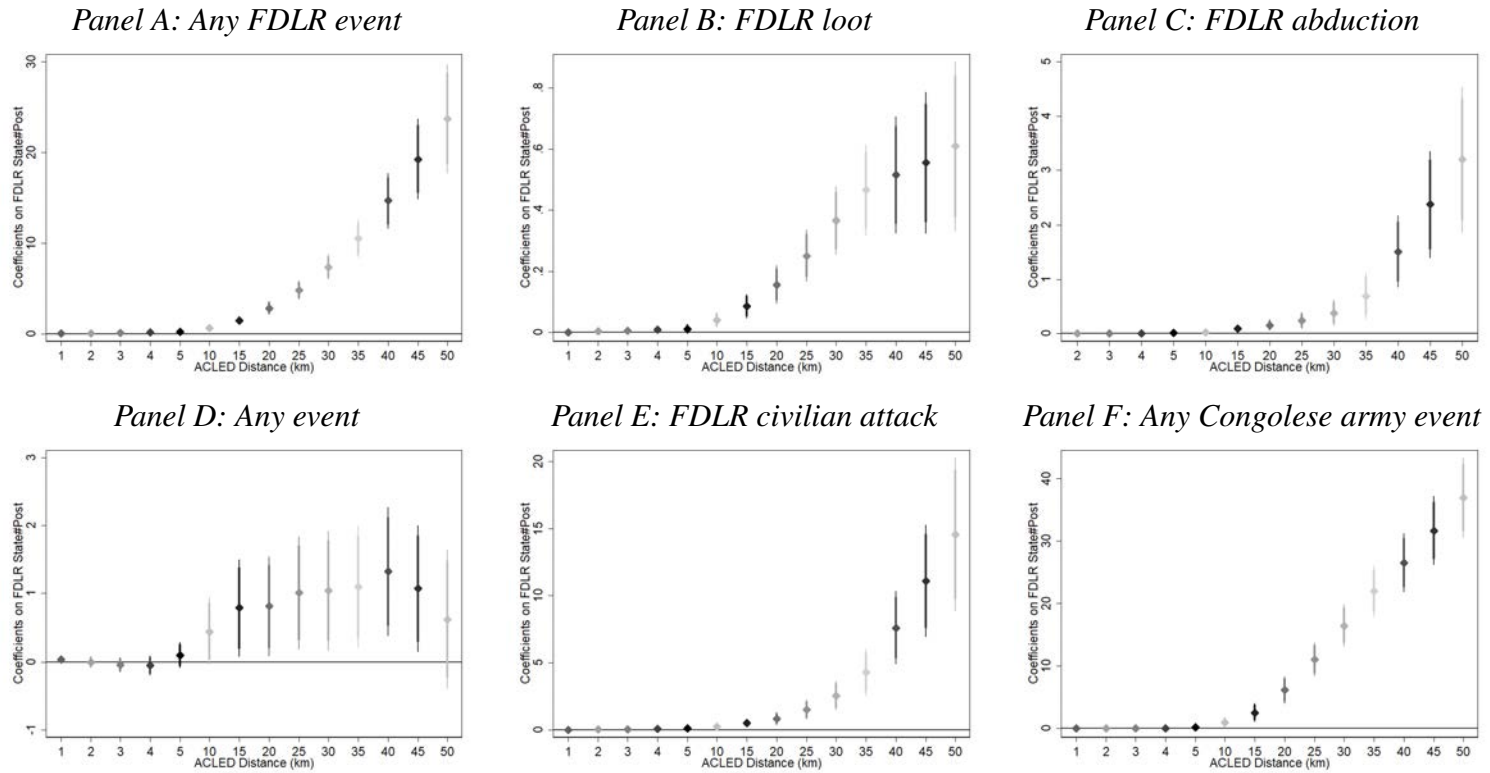 Panel A: Any FDLR event
Panel B: FDLR loot
Panel C: FDLR abduction
Coefficients on FDLR State#Post
0 10 20 30
1 2 3 4 5 10 15 20 25 30 35 40 45 50
ACLED Distance (km)
Coefficients on FDLR State#Post
0 .2 .4 .6 .8
1 2 3 4 5 10 15 20 25 30 35 40 45 50
ACLED Distance (km)
Coefficients on FDLR State#Post
0 1 2 3 4 5
2 3 4 5 10 15 20 25 30 35 40 45 50
ACLED Distance (km)
Panel D: Any event
Panel E: FDLR civilian attack
Panel F: Any Congolese army event
Coefficients on FDLR State#Post
-1 0 1 2 3
1 2 3 4 5 10 15 20 25 30 35 40 45 50
ACLED Distance (km)
Coefficients on FDLR State#Post
0 5 10 15 20
1 2 3 4 5 10 15 20 25 30 35 40 45 50
ACLED Distance (km)
Coefficients on FDLR State#Post
0 10 20 30 40
1 2 3 4 5 10 15 20 25 30 35 40 45 50
ACLED Distance (km)